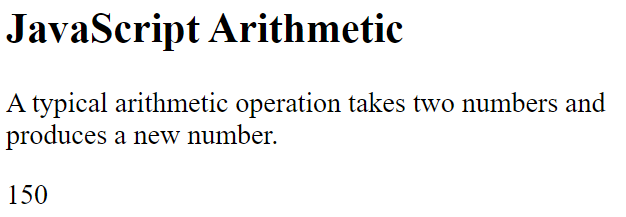 JavaScript Arithmetic
A typical arithmetic operation takes two numbers and
produces a new number.
150